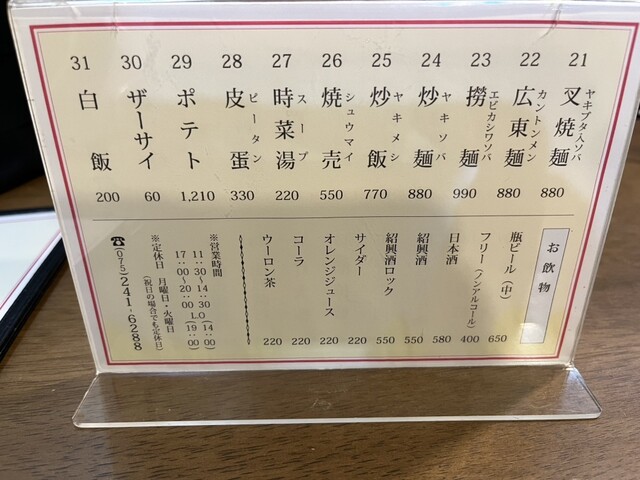 21 叉焼麺 ヤキブタ入ソバ 880
22 広東麺 カントンメン 880
23 撈麺 エビカシワソバ 990
24 炒麺 ヤキソバ 880
25 炒飯 ヤキメシ 770
26 焼売 シュウマイ 550
27 時菜湯 スープ 220
28 皮蛋 ピータン 330
29 ポテト 1,210
30 ザーサイ 60
31 白飯 200
お飲物
瓶ビール(中) 650
フリー(ノンアルコール) 400
日本酒 580
紹興酒 550
紹興酒ロック 550
サイダー 220
オレンジジュース 220
コーラ 220
ウーロン茶 220
※営業時間
11:30~14:30 L.O(14:00)
17:00~20:00 (19:00)
※定休日 月曜日・火曜日
(祝日の場合でも定休日)
☎(075)241-6288